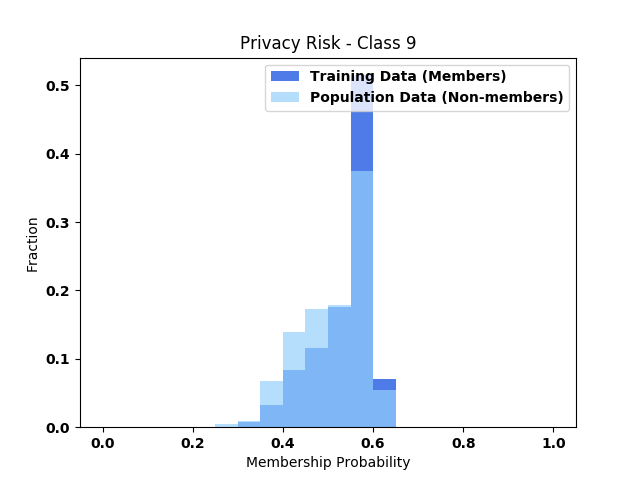 Privacy Risk - Class 9
Training Data (Members)
Population Data (Non-members)
0.5
0.4
0.3
0.2
0.1
0.0
Fraction
0.0 0.2 0.4 0.6 0.8 1.0
Membership Probability